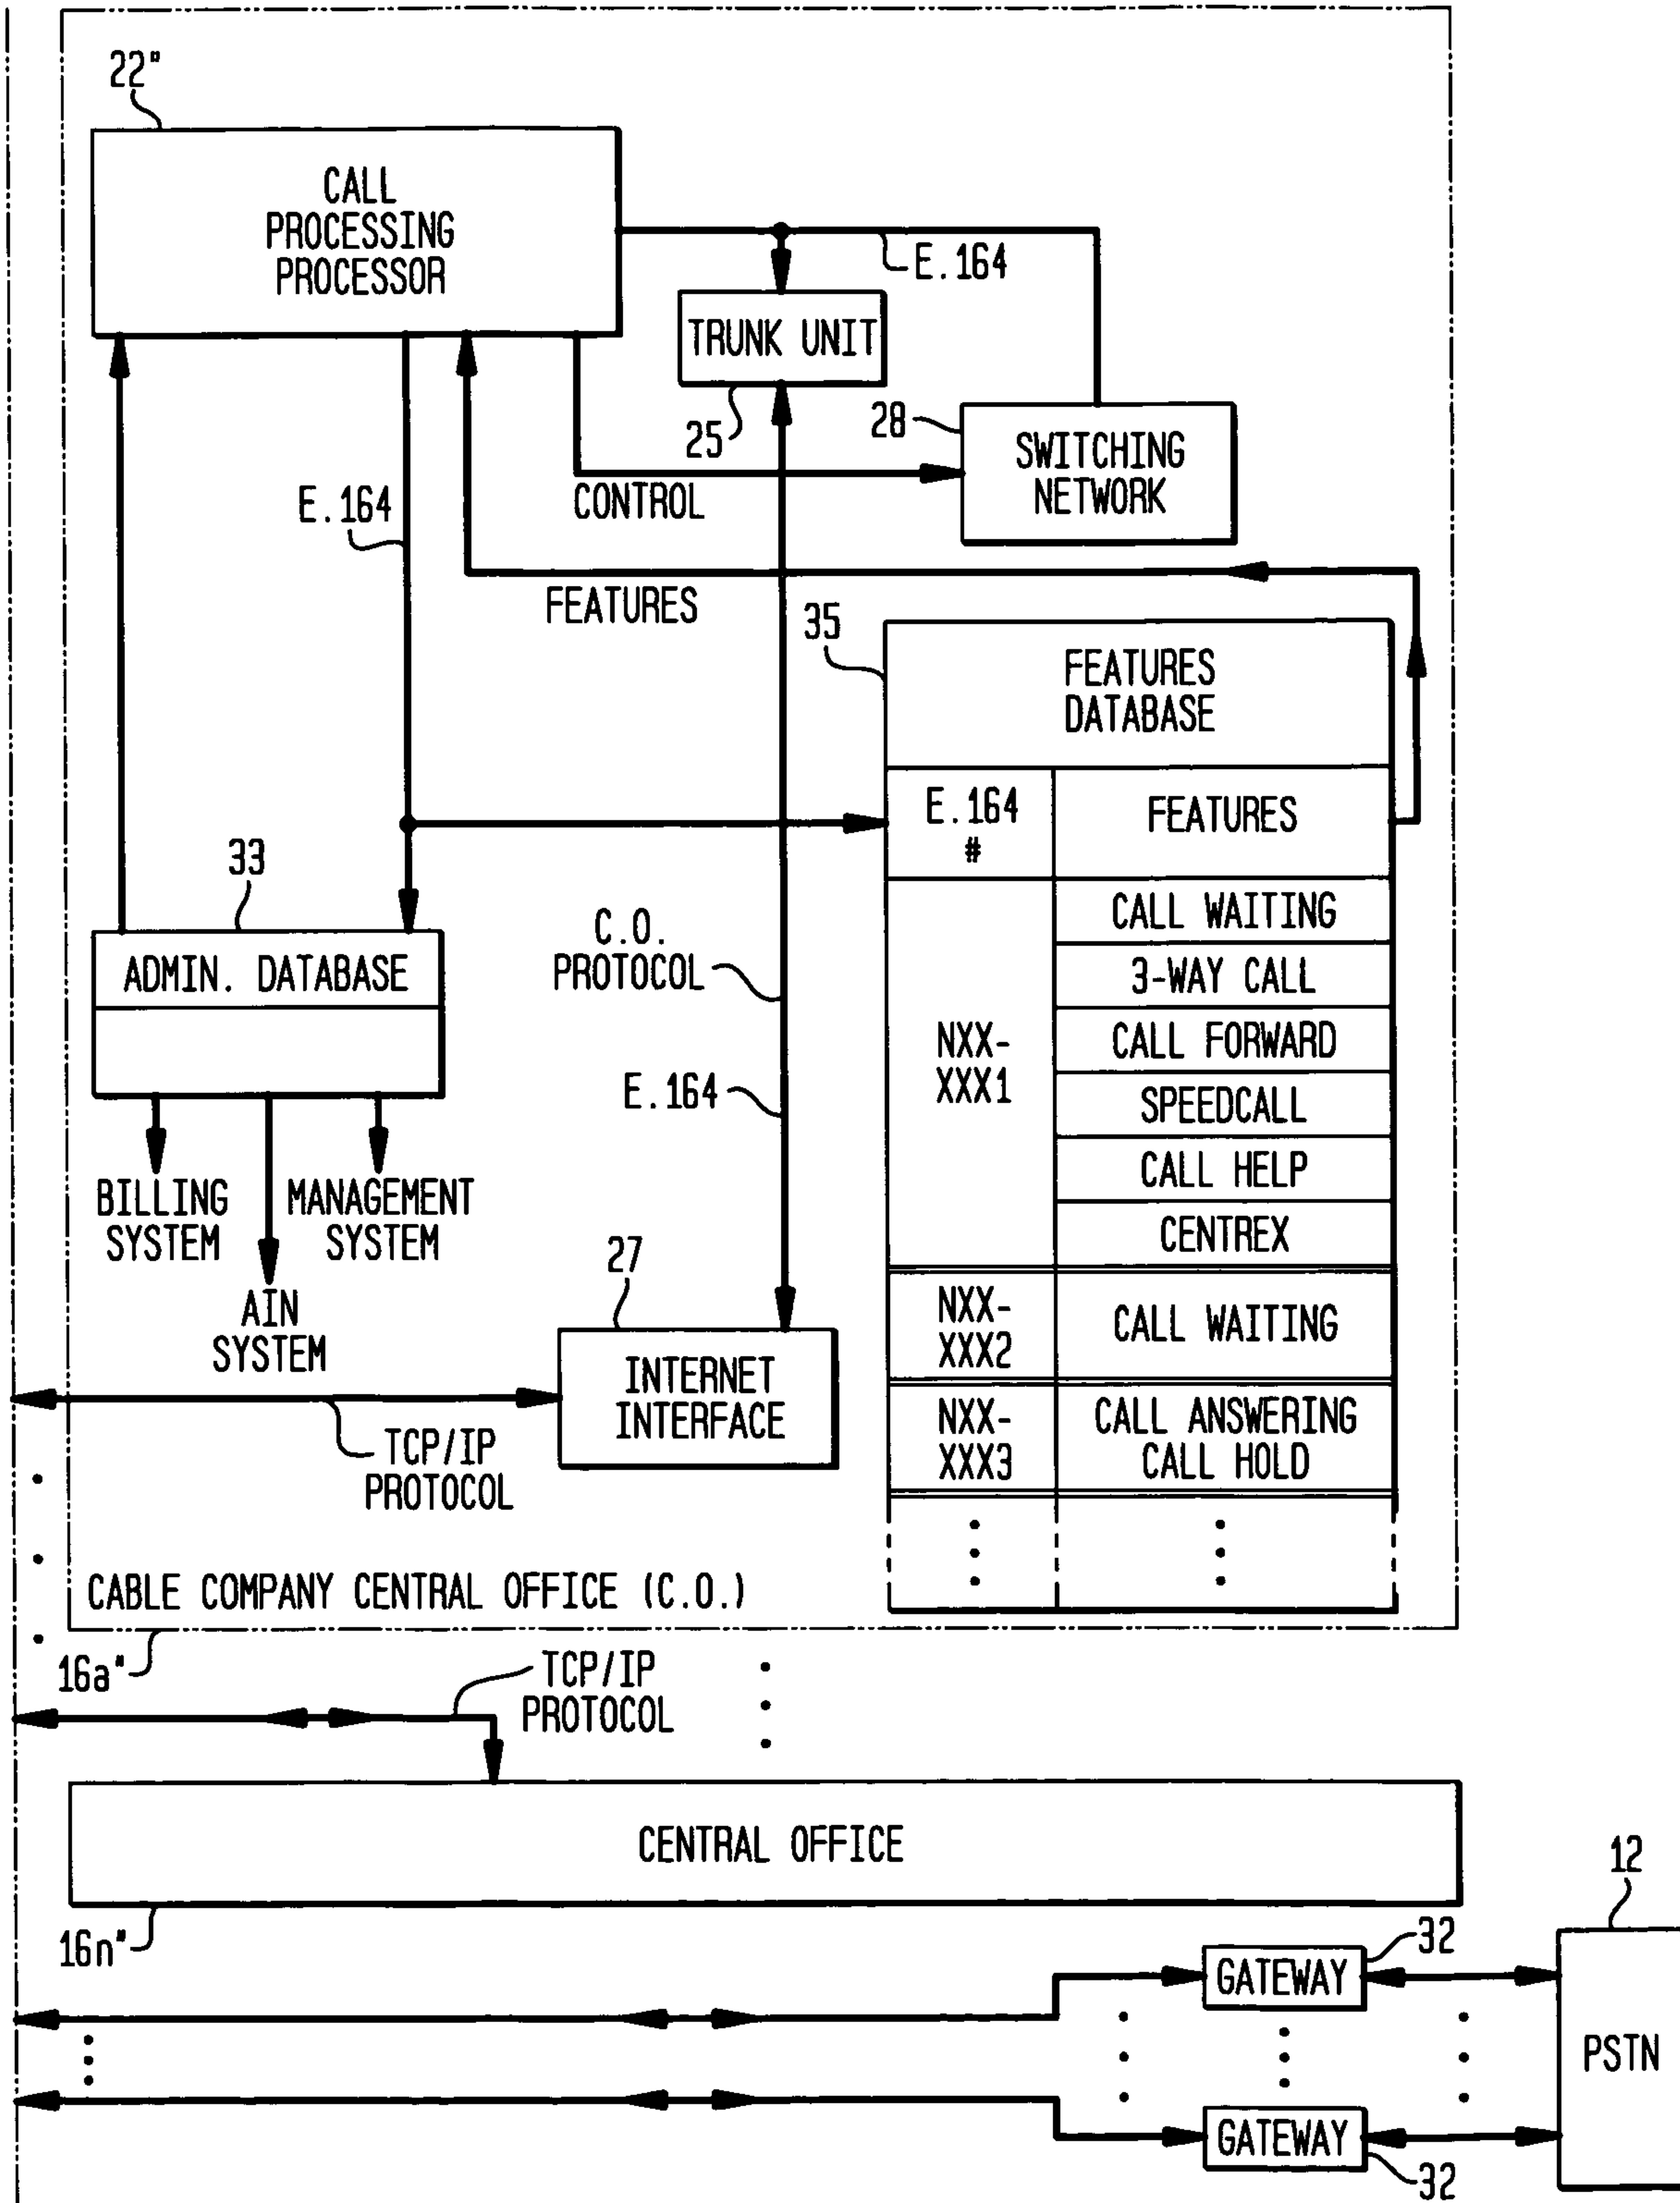 22"
CALL
PROCESSING
PROCESSOR
E.164
TRUNK UNIT
25
28
SWITCHING
NETWORK
E.164
CONTROL
FEATURES
35
FEATURES
DATABASE
E.164
#
FEATURES
33
ADMIN. DATABASE
C.O.
PROTOCOL
E.164
NXX-
XXX1
CALL WAITING
3-WAY CALL
CALL FORWARD
SPEEDCALL
CALL HELP
CENTREX
NXX-
XXX2
CALL WAITING
NXX-
XXX3
CALL ANSWERING
CALL HOLD
BILLING
SYSTEM
MANAGEMENT
SYSTEM
AIN
SYSTEM
27
INTERNET
INTERFACE
TCP/IP
PROTOCOL
CABLE COMPANY CENTRAL OFFICE (C.O.)
16a"
TCP/IP
PROTOCOL
CENTRAL OFFICE
16n"
12
32
GATEWAY
PSTN
GATEWAY
32